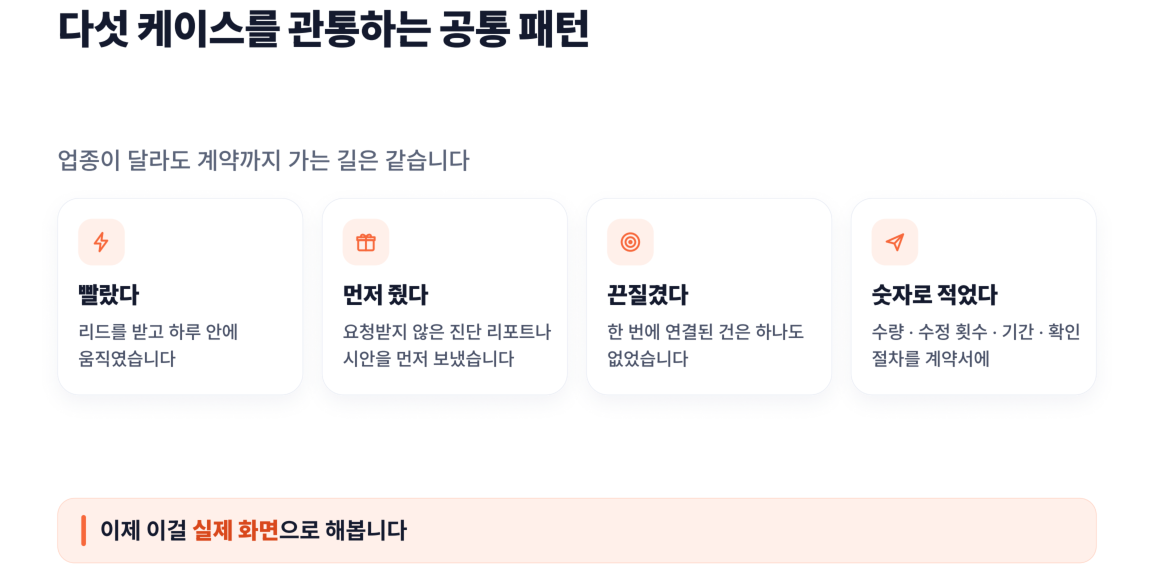 다섯 케이스를 관통하는 공통 패턴
업종이 달라도 계약까지 가는 길은 같습니다
빨랐다
리드를 받고 하루 안에
움직였습니다
먼저 줬다
요청받지 않은 진단 리포트나
시안을 먼저 보냈습니다
끈질겼다
한 번에 연결된 건은 하나도
없었습니다
숫자로 적었다
수량 · 수정 횟수 · 기간 · 확인
절차를 계약서에
이제 이걸 실제 화면으로 해봅니다